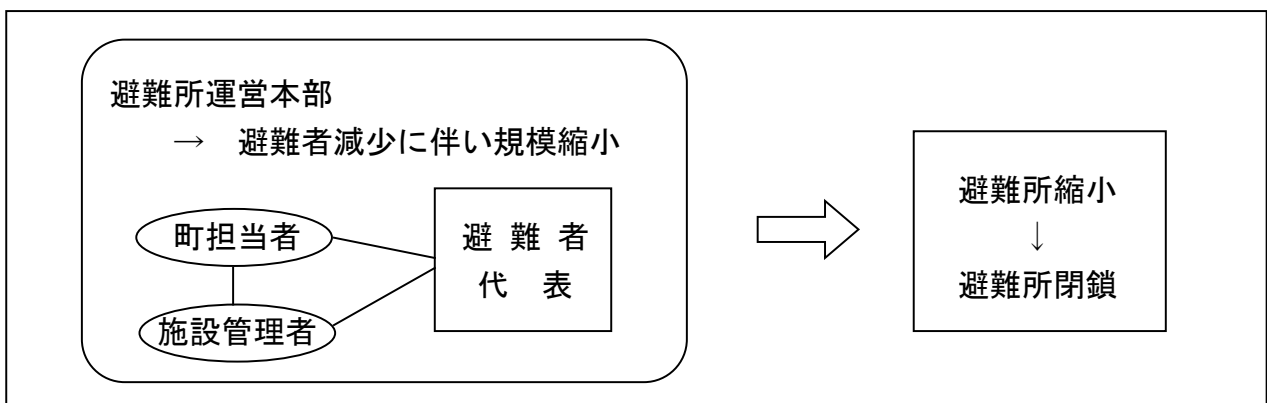 避難所運営本部
→ 避難者減少に伴い規模縮小
町担当者
施設管理者
避難者
代表
避難所縮小
↓
避難所閉鎖